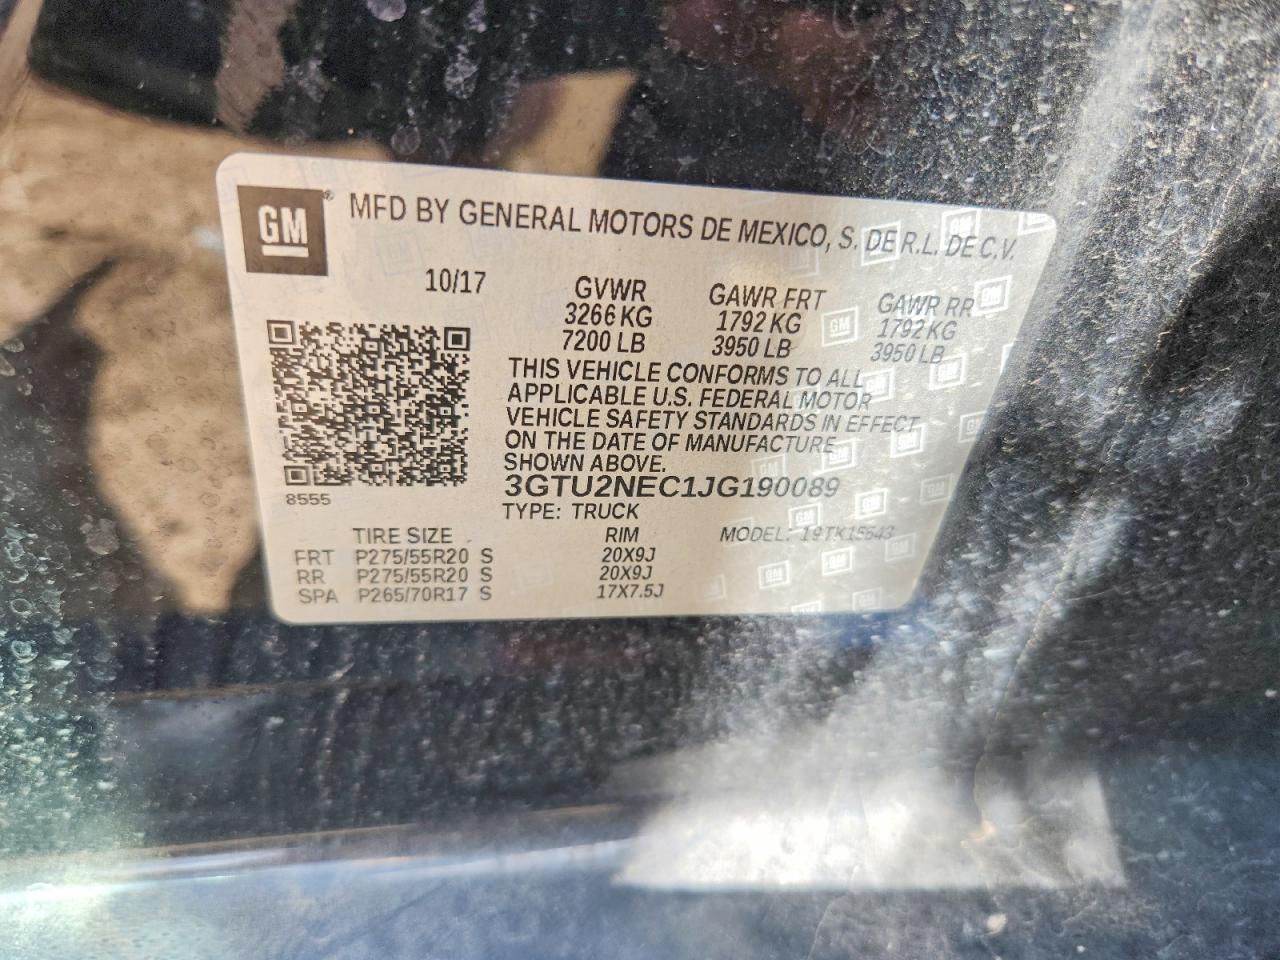 GM ® MFD BY GENERAL MOTORS DE MEXICO, S. DE R.L. DE C.V.
10/17 GVWR GAWR FRT GAWR RR
3266 KG 1792 KG 1792 KG
7200 LB 3950 LB 3950 LB
THIS VEHICLE CONFORMS TO ALL
APPLICABLE U.S. FEDERAL MOTOR
VEHICLE SAFETY STANDARDS IN EFFECT
ON THE DATE OF MANUFACTURE
SHOWN ABOVE.
8555 3GTU2NEC1JG190089
TYPE: TRUCK
TIRE SIZE RIM MODEL: 19TK15543
FRT P275/55R20 S 20X9J
RR P275/55R20 S 20X9J
SPA P265/70R17 S 17X7.5J